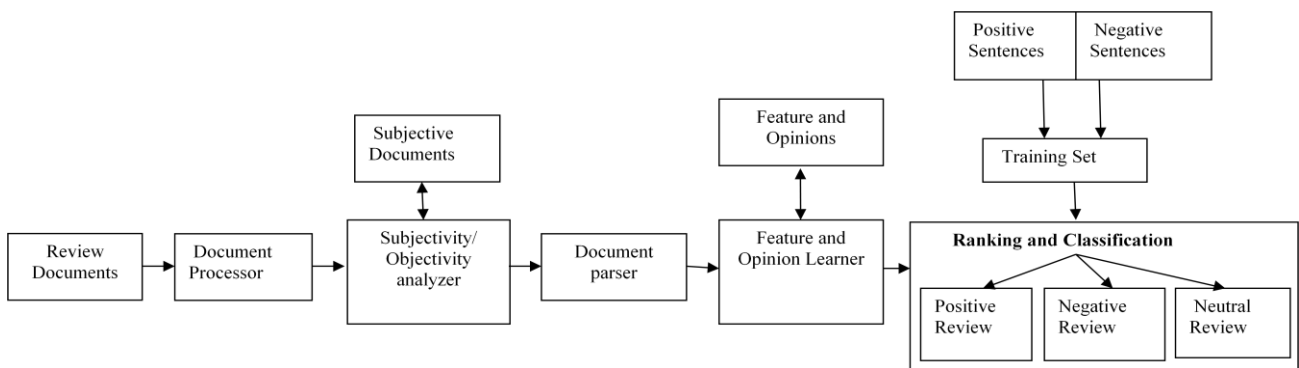 Positive
Sentences
Negative
Sentences
Subjective
Documents
Feature and
Opinions
Training Set
Review
Documents
Document
Processor
Subjectivity/
Objectivity
analyzer
Document
parser
Feature and
Opinion Learner
Ranking and Classification
Positive
Review
Negative
Review
Neutral
Review